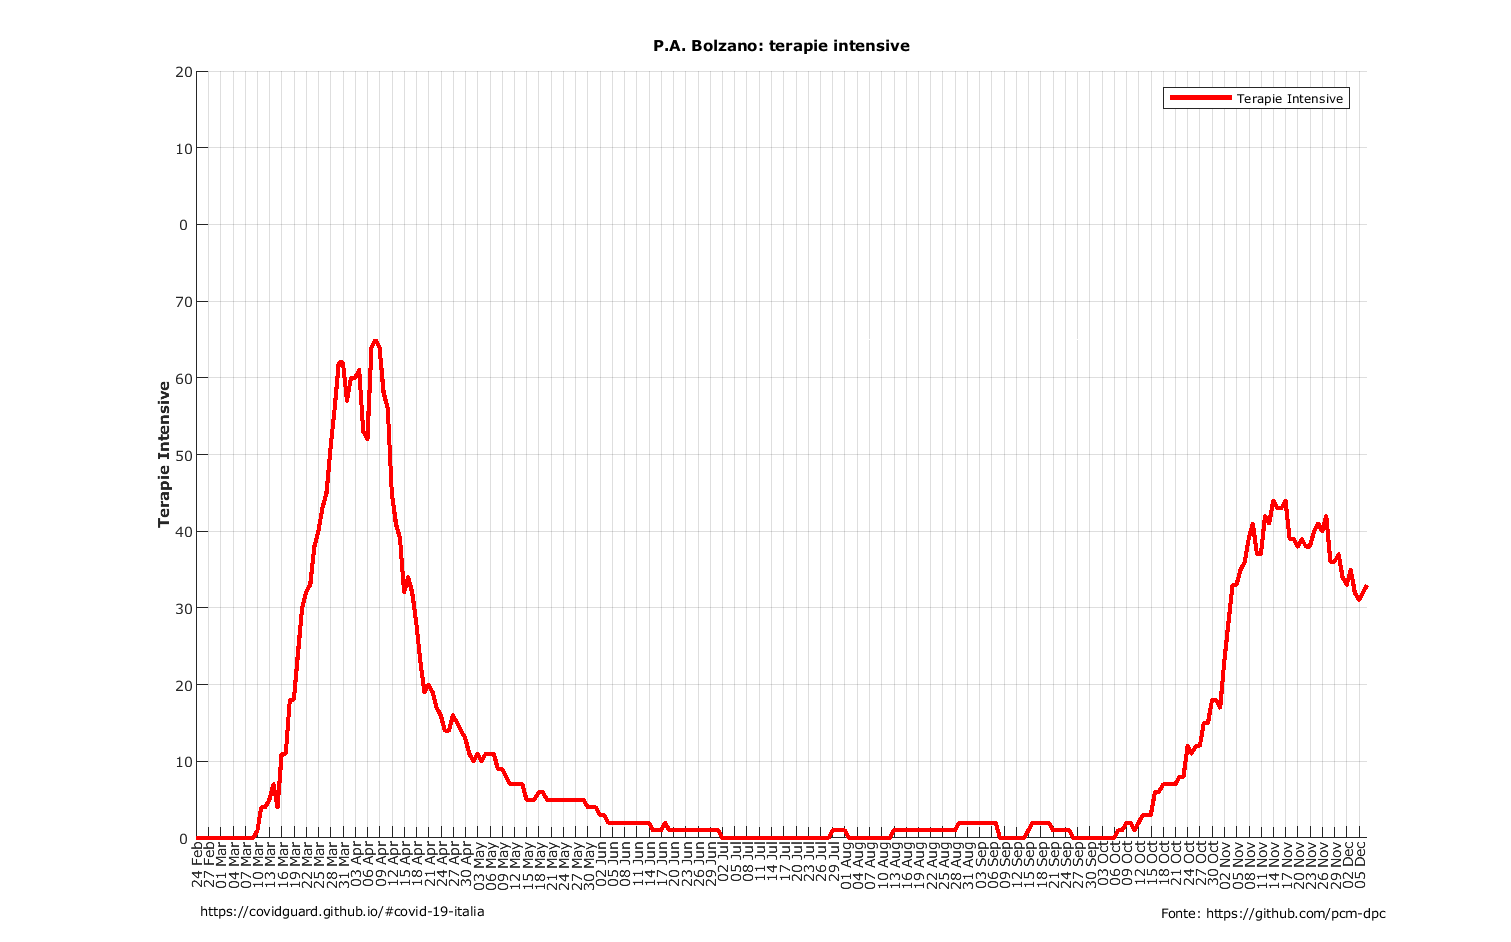 P.A. Bolzano: terapie intensive
Terapie Intensive
20
10
0
70
60
50
40
30
20
10
0
Terapie Intensive
24 Feb
27 Feb
01 Mar
04 Mar
07 Mar
10 Mar
13 Mar
16 Mar
19 Mar
22 Mar
25 Mar
28 Mar
31 Mar
03 Apr
06 Apr
09 Apr
12 Apr
15 Apr
18 Apr
21 Apr
24 Apr
27 Apr
30 Apr
03 May
06 May
09 May
12 May
15 May
18 May
21 May
24 May
27 May
30 May
02 Jun
05 Jun
08 Jun
11 Jun
14 Jun
17 Jun
20 Jun
23 Jun
26 Jun
29 Jun
02 Jul
05 Jul
08 Jul
11 Jul
14 Jul
17 Jul
20 Jul
23 Jul
26 Jul
29 Jul
01 Aug
04 Aug
07 Aug
10 Aug
13 Aug
16 Aug
19 Aug
22 Aug
25 Aug
28 Aug
31 Aug
03 Sep
06 Sep
09 Sep
12 Sep
15 Sep
18 Sep
21 Sep
24 Sep
27 Sep
30 Sep
03 Oct
06 Oct
09 Oct
12 Oct
15 Oct
18 Oct
21 Oct
24 Oct
27 Oct
30 Oct
02 Nov
05 Nov
08 Nov
11 Nov
14 Nov
17 Nov
20 Nov
23 Nov
26 Nov
29 Nov
02 Dec
05 Dec
https://covidguard.github.io/#covid-19-italia
Fonte: https://github.com/pcm-dpc